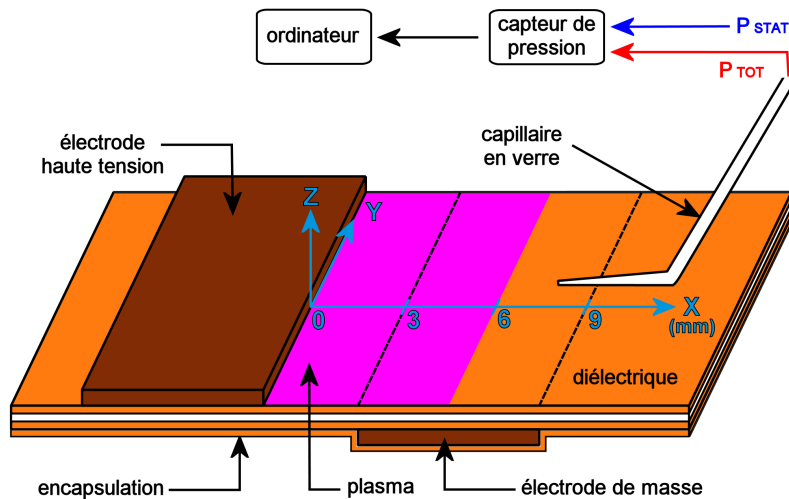 ordinateur
capteur de
pression
P STAT
P TOT
électrode
haute tension
capillaire
en verre
Z
Y
0
3
6
9
X
(mm)
diélectrique
encapsulation
plasma
électrode de masse